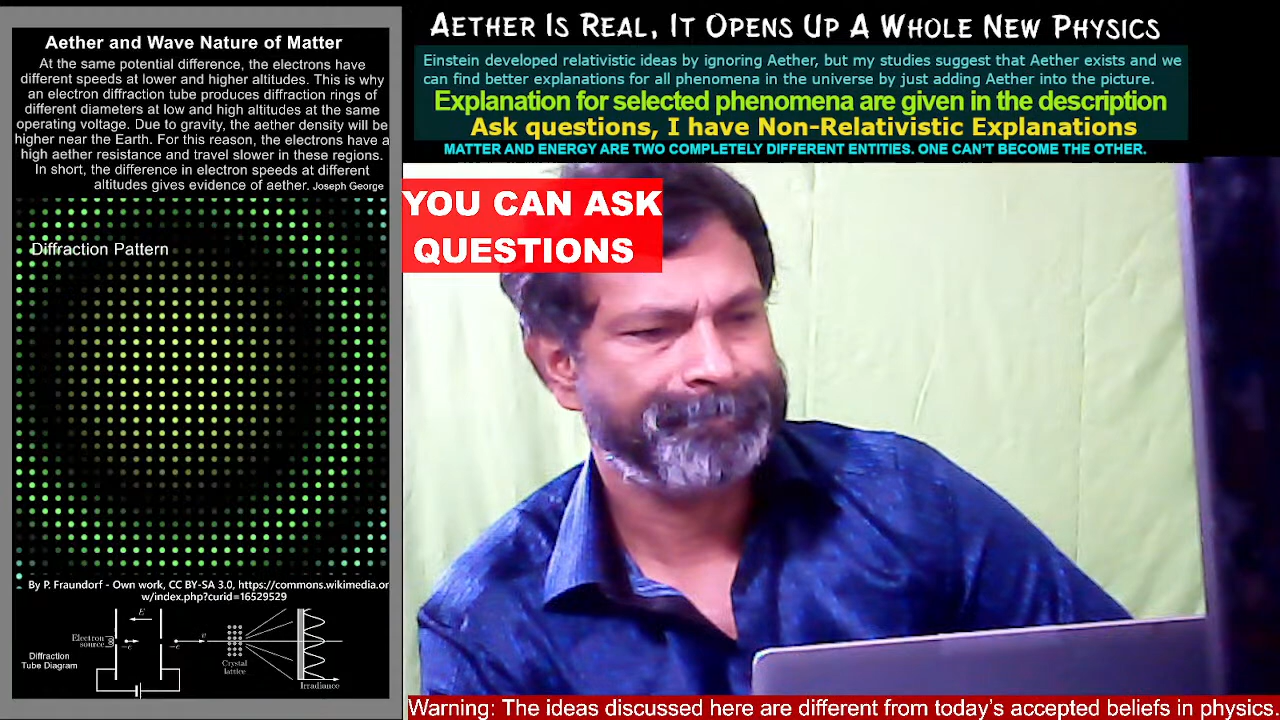 Aether and Wave Nature of Matter
At the same potential difference, the electrons have
different speeds at lower and higher altitudes. This is why
an electron diffraction tube produces diffraction rings of
different diameters at low and high altitudes at the same
operating voltage. Due to gravity, the aether density will be
higher near the Earth. For this reason, the electrons have a
high aether resistance and travel slower in these regions.
In short, the difference in electron speeds at different
altitudes gives evidence of aether. Joseph George
Diffraction Pattern
By P. Fraundorf - Own work, CC BY-SA 3.0, https://commons.wikimedia.or
w/index.php?curid=16529529
E
Electron
source
-e
-e
v
Crystal
lattice
Irradiance
Diffraction
Tube Diagram
AETHER IS REAL, IT OPENS UP A WHOLE NEW PHYSICS
Einstein developed relativistic ideas by ignoring Aether, but my studies suggest that Aether exists and we
can find better explanations for all phenomena in the universe by just adding Aether into the picture.
Explanation for selected phenomena are given in the description
Ask questions, I have Non-Relativistic Explanations
MATTER AND ENERGY ARE TWO COMPLETELY DIFFERENT ENTITIES. ONE CAN'T BECOME THE OTHER.
YOU CAN ASK
QUESTIONS
Warning: The ideas discussed here are different from today's accepted beliefs in physics.